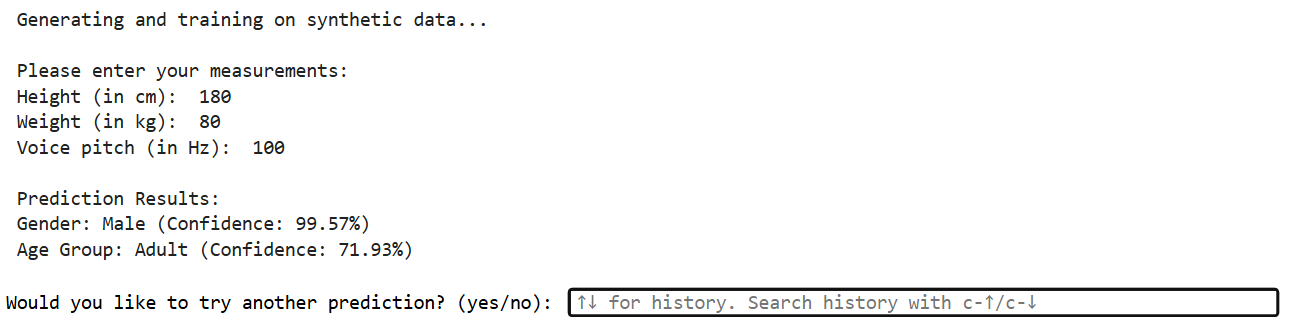 Generating and training on synthetic data...
Please enter your measurements:
Height (in cm):  180
Weight (in kg):  80
Voice pitch (in Hz):  100
Prediction Results:
Gender: Male (Confidence: 99.57%)
Age Group: Adult (Confidence: 71.93%)
Would you like to try another prediction? (yes/no): ↑↓ for history. Search history with c-↑/c-↓